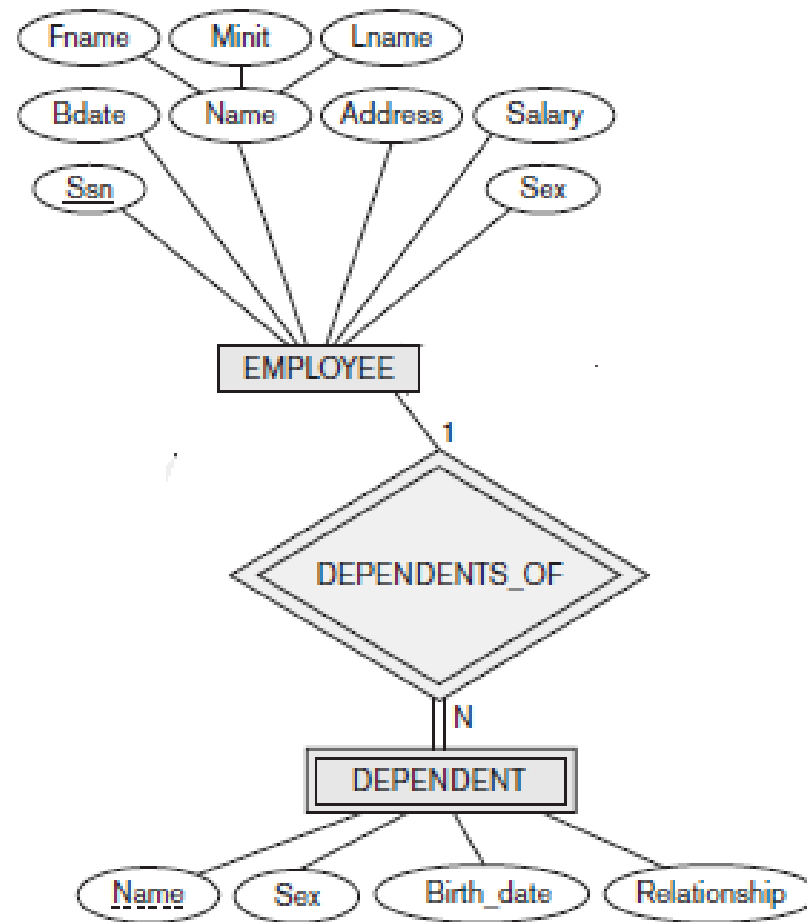 Fname Minit Lname
Bdate Name Address Salary
Ssn Sex
EMPLOYEE
1
DEPENDENTS_OF
N
DEPENDENT
Name Sex Birth_date Relationship